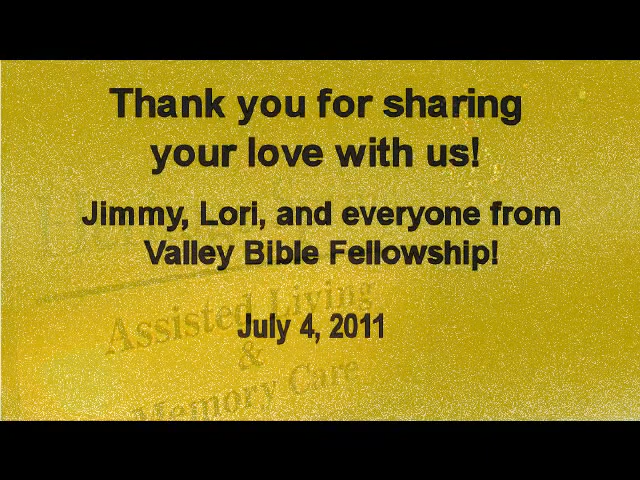 Thank you for sharing
your love with us!
Jimmy, Lori, and everyone from
Valley Bible Fellowship!
July 4, 2011
Assisted Living
&
Memory Care